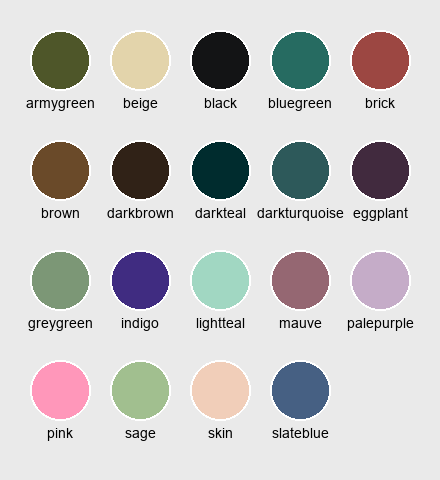 armygreen beige black bluegreen brick
brown darkbrown darkteal darkturquoise eggplant
greygreen indigo lightteal mauve palepurple
pink sage skin slateblue